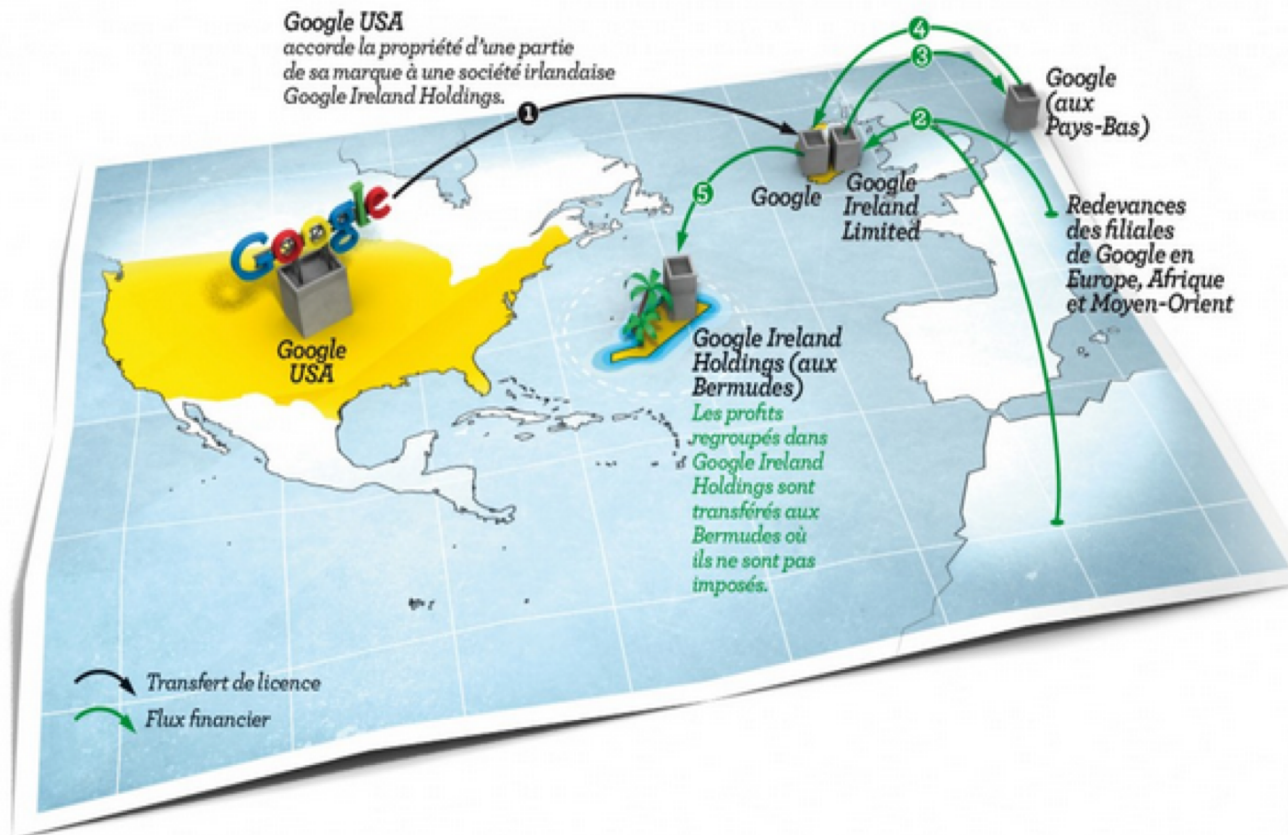 Google USA
accorde la propriété d'une partie
de sa marque à une société irlandaise
Google Ireland Holdings.
1
4
3
2
5
Google
(aux
Pays-Bas)
Google
Google
Ireland
Limited
Redevances
des filiales
de Google en
Europe, Afrique
et Moyen-Orient
Google
Google
USA
Google Ireland
Holdings (aux
Bermudes)
Les profits
regroupés dans
Google Ireland
Holdings sont
transférés aux
Bermudes où
ils ne sont pas
imposés.
Transfert de licence
Flux financier